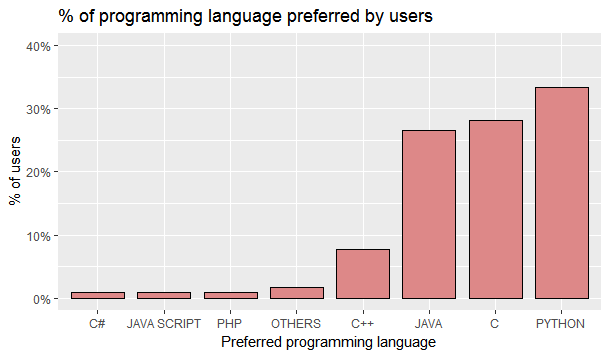 % of programming language preferred by users
40%
30%
20%
10%
0%
% of users
C# JAVA SCRIPT PHP OTHERS C++ JAVA C PYTHON
Preferred programming language